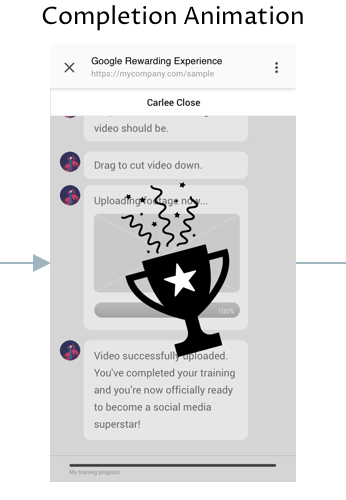 Completion Animation
Google Rewarding Experience
https://mycompany.com/sample
Carlee Close
video should be.
Drag to cut video down.
Uploading footage now...
100%
Video successfully uploaded.
You've completed your training
and you're now officially ready
to become a social media
superstar!
My training progress